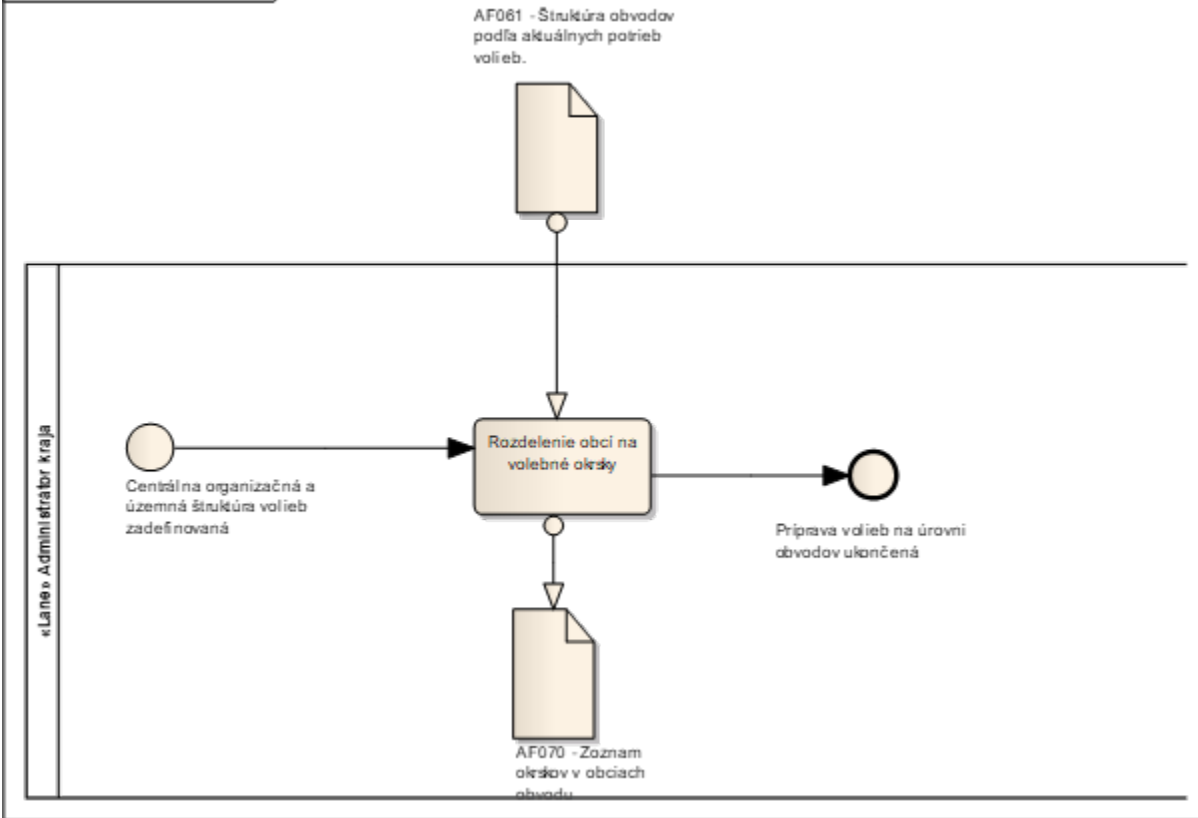 AF061 - Štruktúra obvodov
podľa aktuálnych potrieb
volieb.
«Lane» Administrátor kraja
Rozdelenie obcí na
volebné okrsky
Centrálna organizačná a
územná štruktúra volieb
zadefinovaná
Príprava volieb na úrovni
obvodov ukončená
AF070 - Zoznam
okrskov v obciach
obvodu